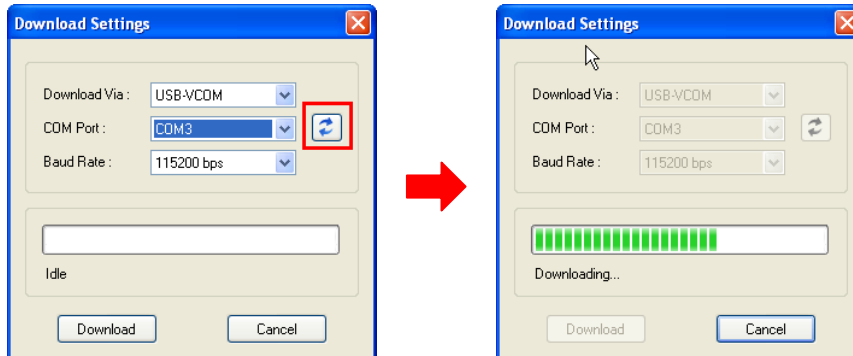 Download Settings
Download Via :
USB-VCOM
COM Port :
COM3
Baud Rate :
115200 bps
Idle
Download
Cancel
Download Settings
Download Via :
USB-VCOM
COM Port :
COM3
Baud Rate :
115200 bps
Downloading...
Download
Cancel